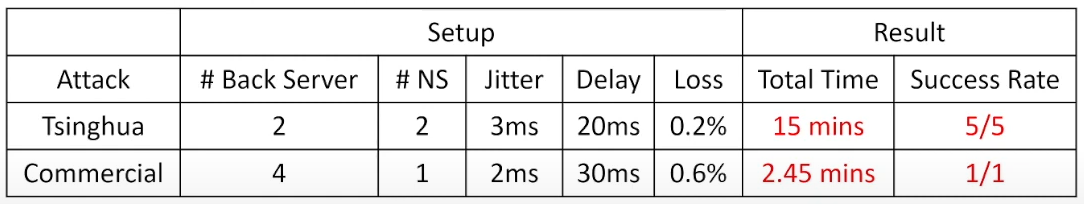 Setup Result
Attack # Back Server # NS Jitter Delay Loss Total Time Success Rate
Tsinghua 2 2 3ms 20ms 0.2% 15 mins 5/5
Commercial 4 1 2ms 30ms 0.6% 2.45 mins 1/1